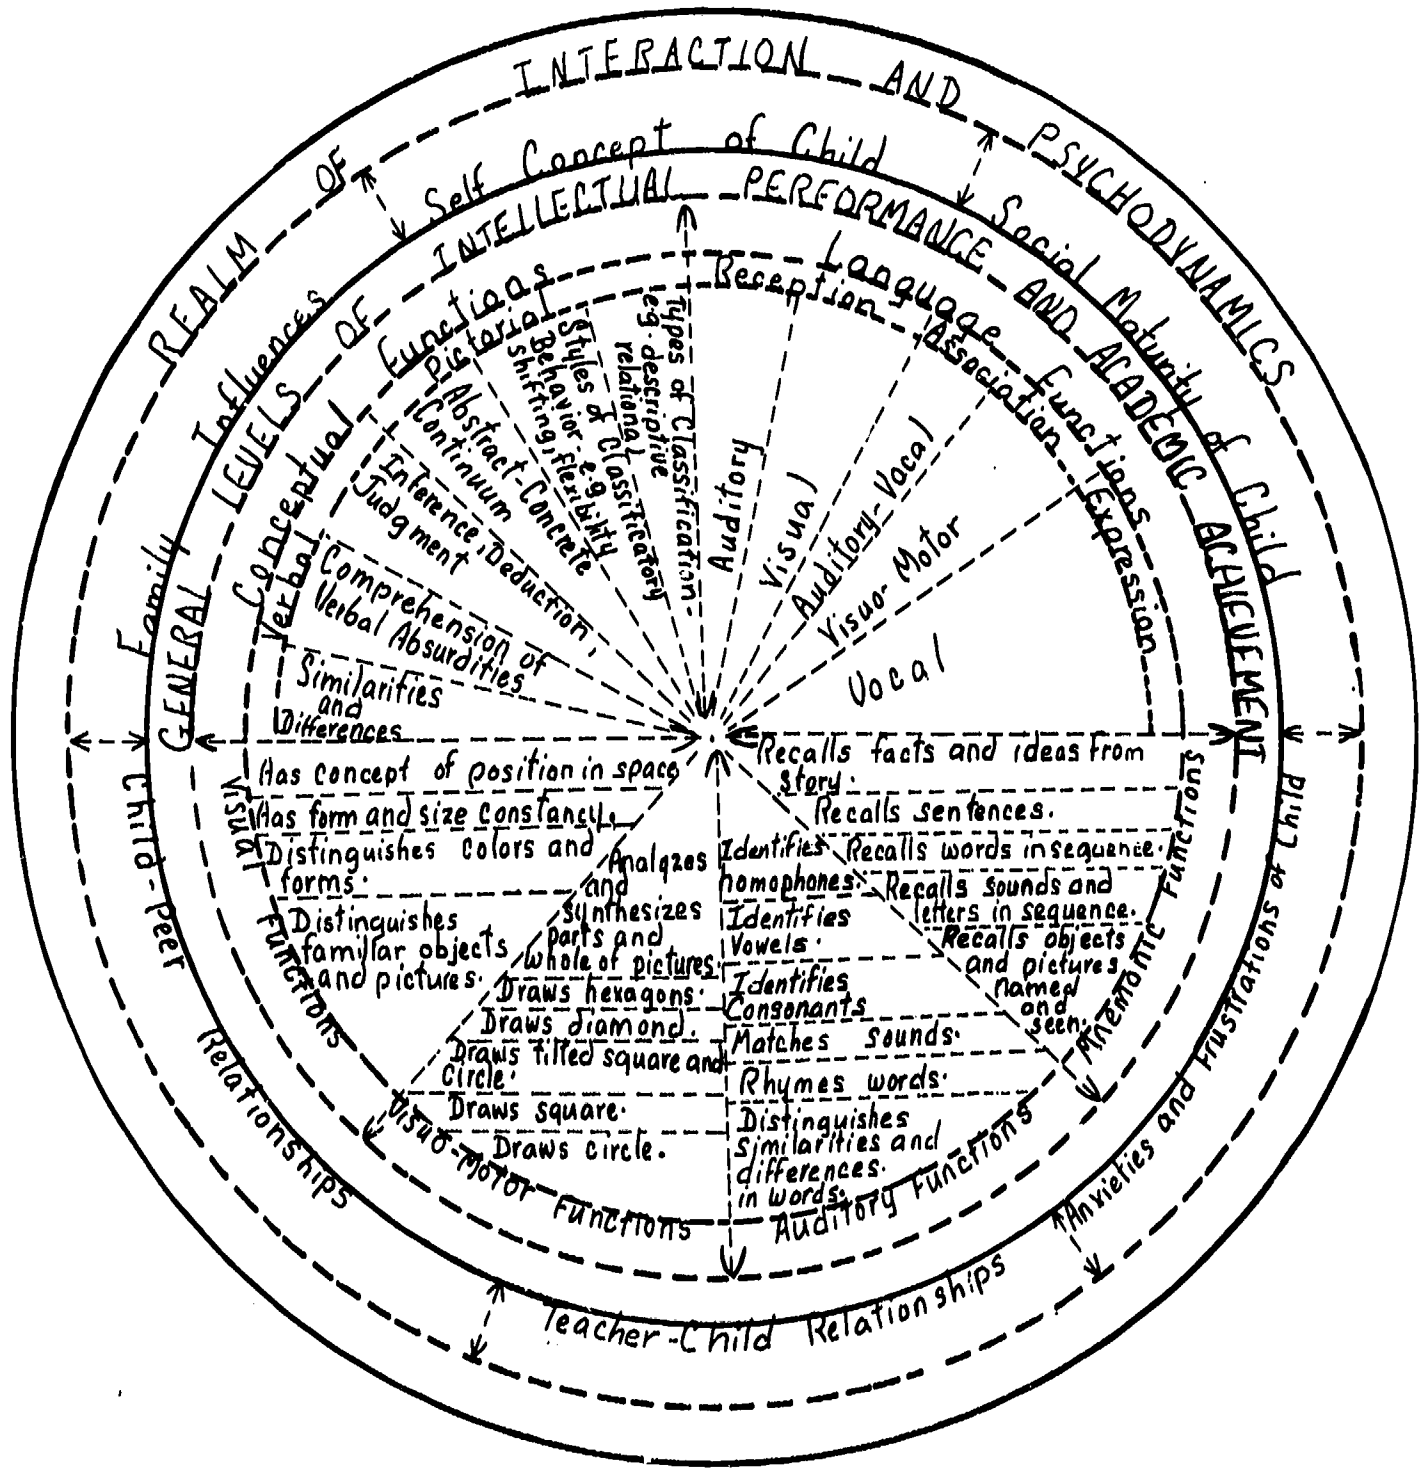 REALM OF INTERACTION AND PSYCHODYNAMICS
Family Influences
Self Concept of Child
Social Maturity of Child
Anxieties and Frustrations of Child
Teacher-Child Relationships
Child-Peer Relationships
GENERAL LEVELS OF INTELLECTUAL PERFORMANCE AND ACADEMIC ACHIEVEMENT
Conceptual Functions
Verbal
Pictorial
Similarities
and
Differences
Comprehension of
Verbal Absurdities
Inference, Deduction,
Judgment
Abstract-Concrete
Continuum
Styles of Classificatory
Behavior e.g.
shifting, flexibility
Types of Classification-
e.g. descriptive
relational
Language Functions
Reception
Association
Expression
Auditory
Visual
Auditory-Vocal
Visuo-Motor
Vocal
Mnemonic Functions
Recalls facts and ideas from
story.
Recalls sentences.
Recalls words in sequence.
Recalls sounds and
letters in sequence.
Recalls objects
and pictures
named
and
seen.
Auditory Functions
Identifies
homophones.
Identifies
Vowels.
Identifies
Consonants
Matches sounds.
Rhymes words.
Distinguishes
similarities and
differences.
in words.
Visuo-Motor Functions
Analyzes
and
synthesizes
parts and
whole of pictures.
Draws hexagons.
Draws diamond.
Draws tilted square and
circle.
Draws square.
Draws circle.
Visual Functions
Has concept of position in space
Has form and size constancy.
Distinguishes colors and
forms.
Distinguishes
familiar objects
and pictures.